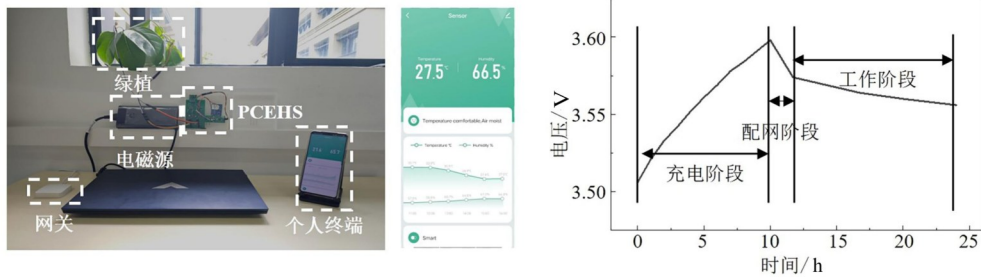 绿植
PCEHS
电磁源
网关
个人终端
Sensor
Temperature
Humidity
27.5
66.5%
Temperature comfortable,Air moist
Temperature ℃
Humidity %
Smart
电压/V
3.60
3.55
3.50
工作阶段
配网阶段
充电阶段
0 5 10 15 20 25
时间/h